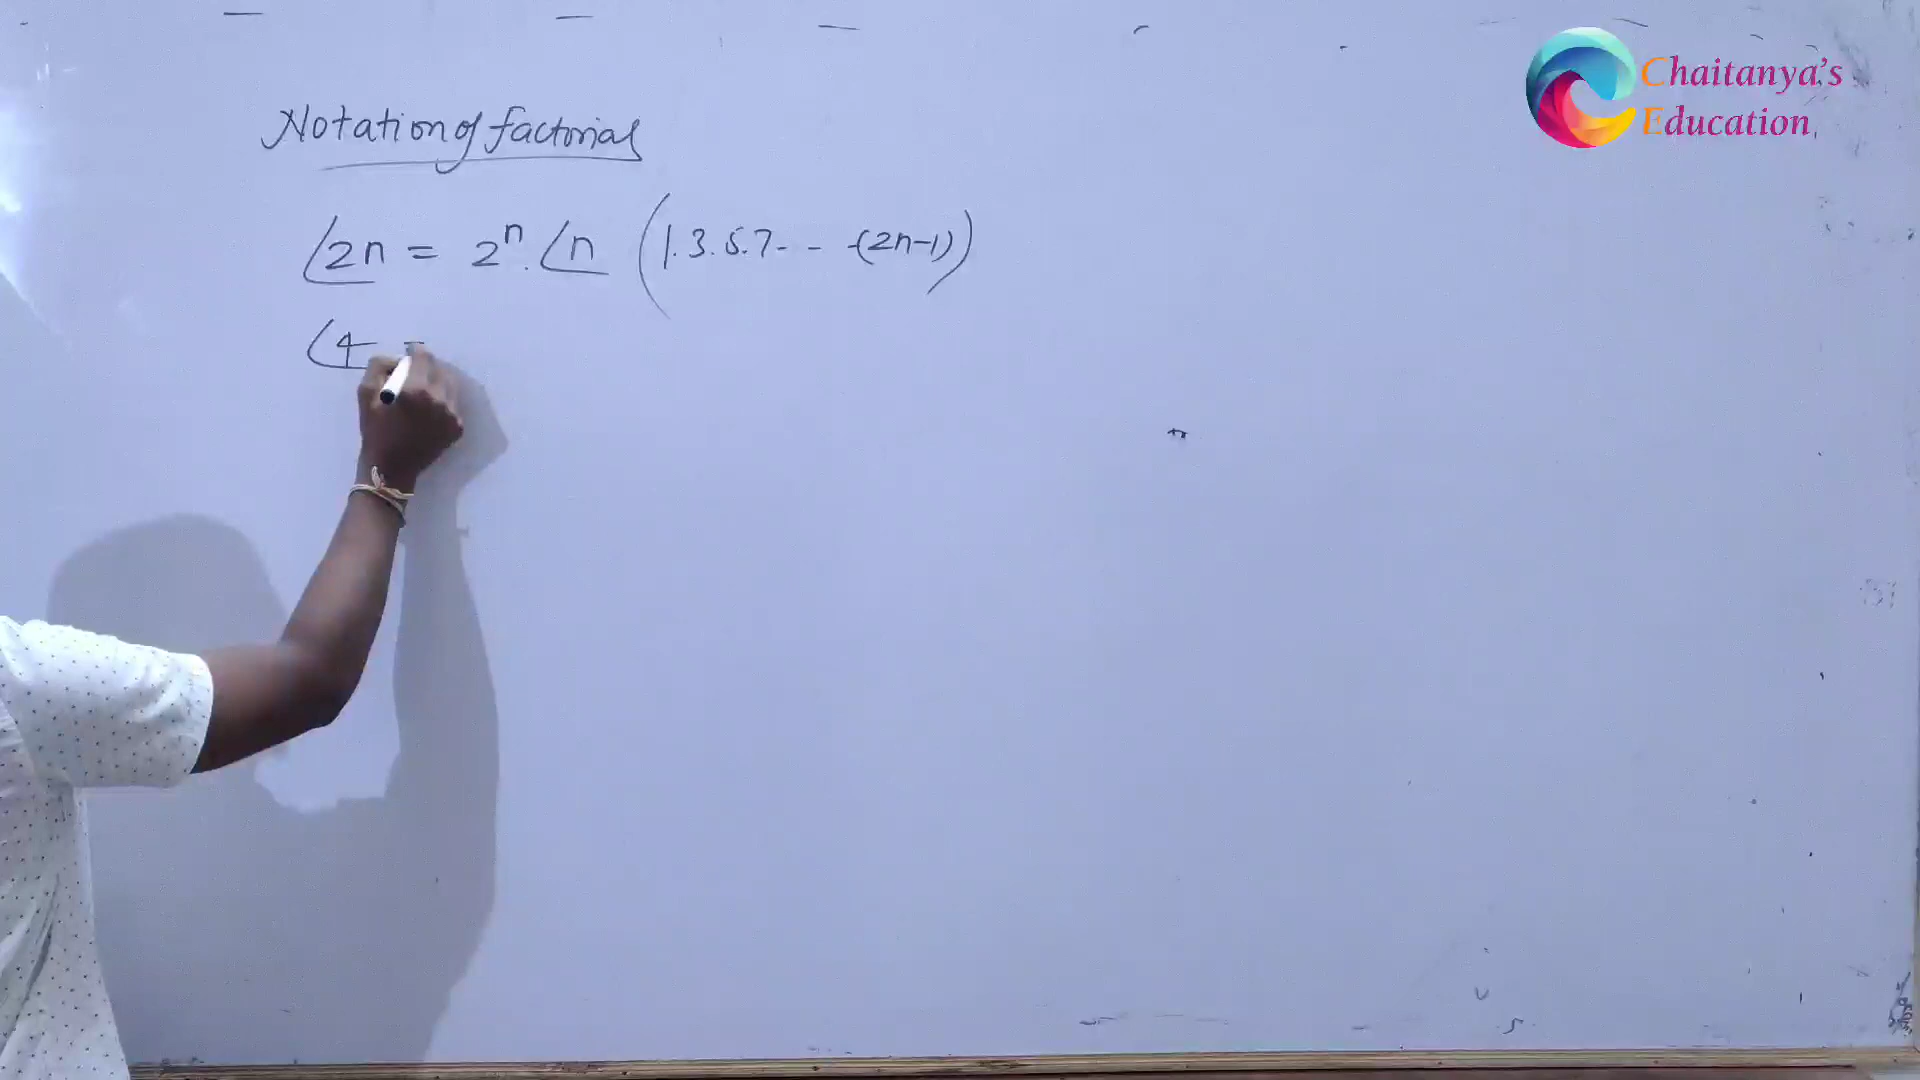 Chaitanya's
Education
Notation of factorial
∠2n = 2ⁿ. ∠n (1.3.5.7- - -(2n-1))
∠4 =